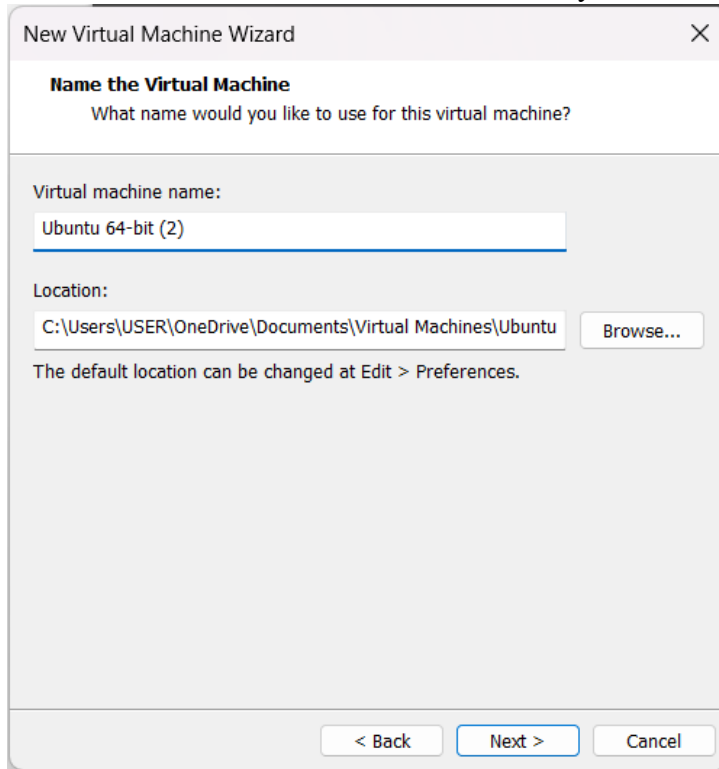 New Virtual Machine Wizard
Name the Virtual Machine
What name would you like to use for this virtual machine?
Virtual machine name:
Ubuntu 64-bit (2)
Location:
C:\Users\USER\OneDrive\Documents\Virtual Machines\Ubuntu
Browse...
The default location can be changed at Edit > Preferences.
< Back
Next >
Cancel